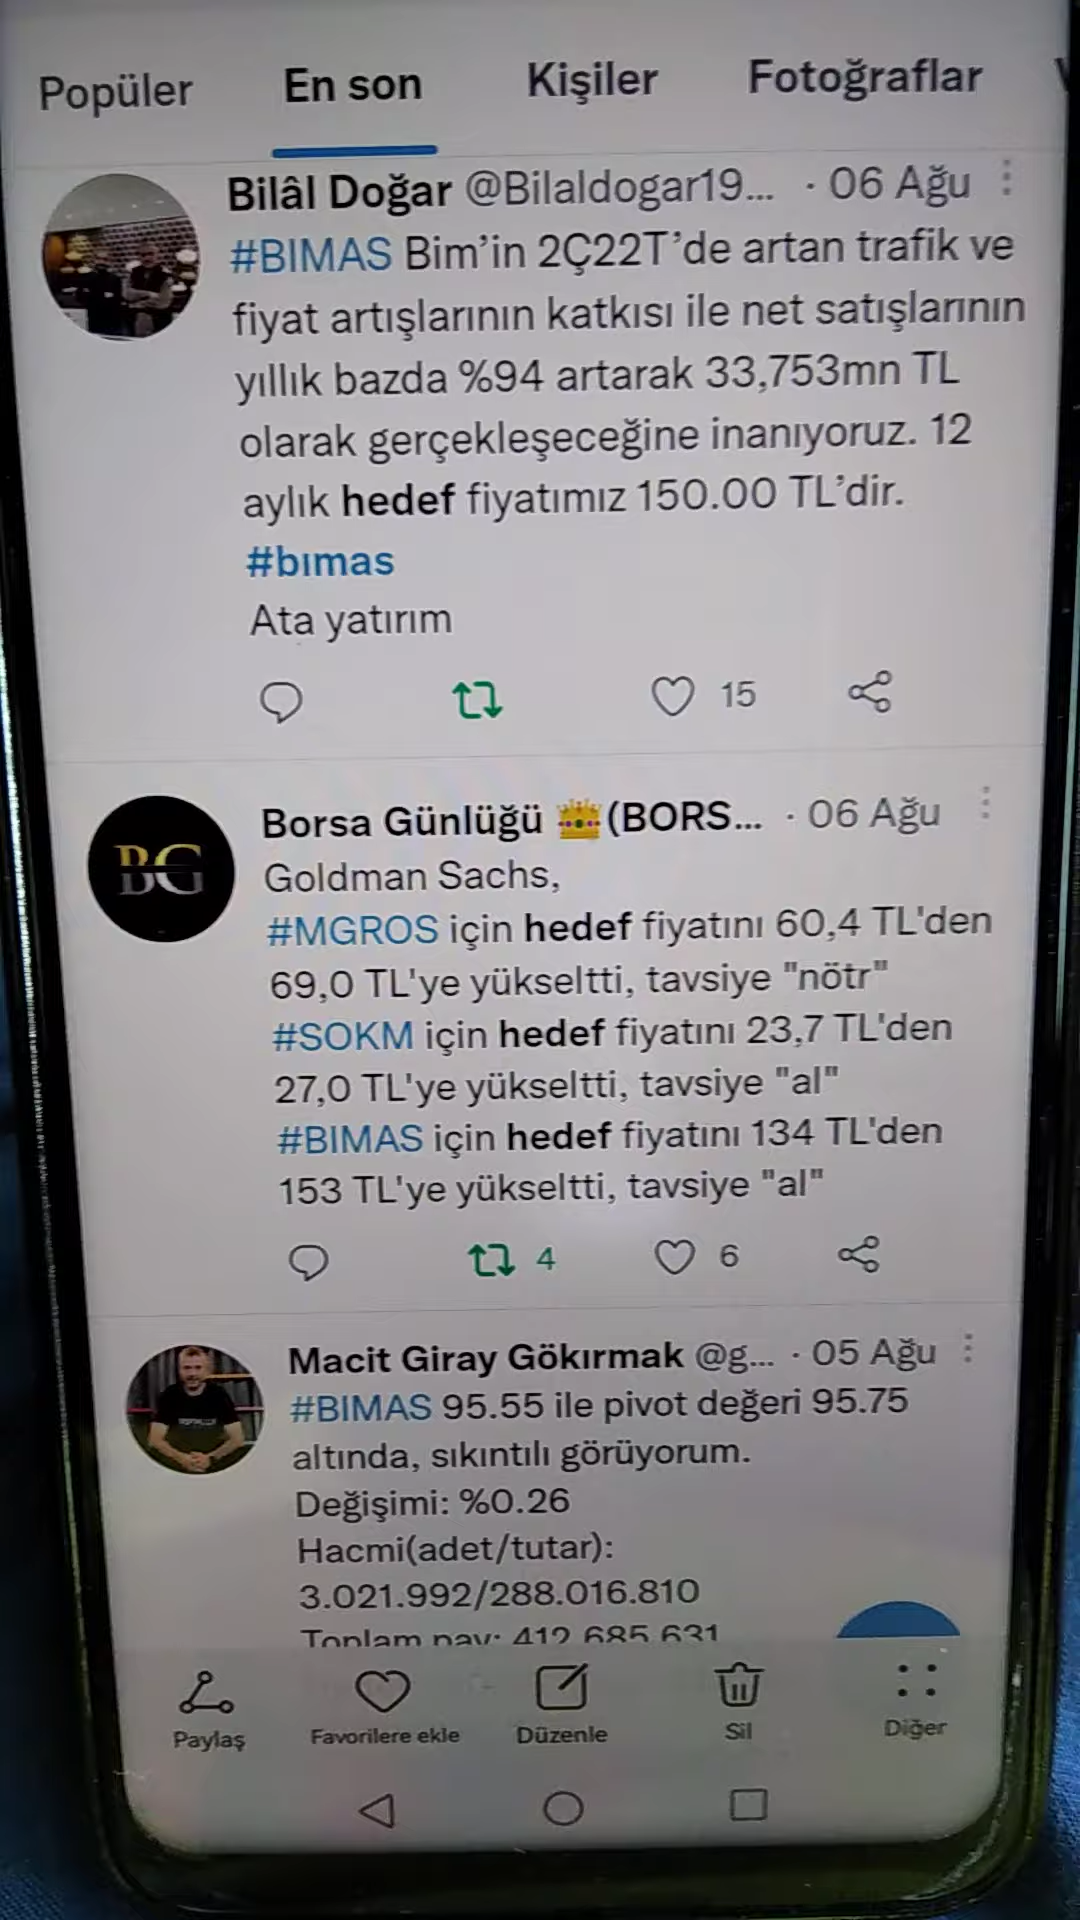 Popüler En son Kişiler Fotoğraflar
Bilâl Doğar @Bilaldogar19... · 06 Ağu
#BIMAS Bim’in 2Ç22T’de artan trafik ve
fiyat artışlarının katkısı ile net satışlarının
yıllık bazda %94 artarak 33,753mn TL
olarak gerçekleşeceğine inanıyoruz. 12
aylık hedef fiyatımız 150.00 TL’dir.
#bımas
Ata yatırım
15
BG
Borsa Günlüğü 👑(BORS... · 06 Ağu
Goldman Sachs,
#MGROS için hedef fiyatını 60,4 TL'den
69,0 TL'ye yükseltti, tavsiye "nötr"
#SOKM için hedef fiyatını 23,7 TL'den
27,0 TL'ye yükseltti, tavsiye "al"
#BIMAS için hedef fiyatını 134 TL'den
153 TL'ye yükseltti, tavsiye "al"
4 6
Macit Giray Gökırmak @g... · 05 Ağu
#BIMAS 95.55 ile pivot değeri 95.75
altında, sıkıntılı görüyorum.
Değişimi: %0.26
Hacmi(adet/tutar):
3.021.992/288.016.810
Toplam pay: 412.685.631
Paylaş Favorilere ekle Düzenle Sil Diğer